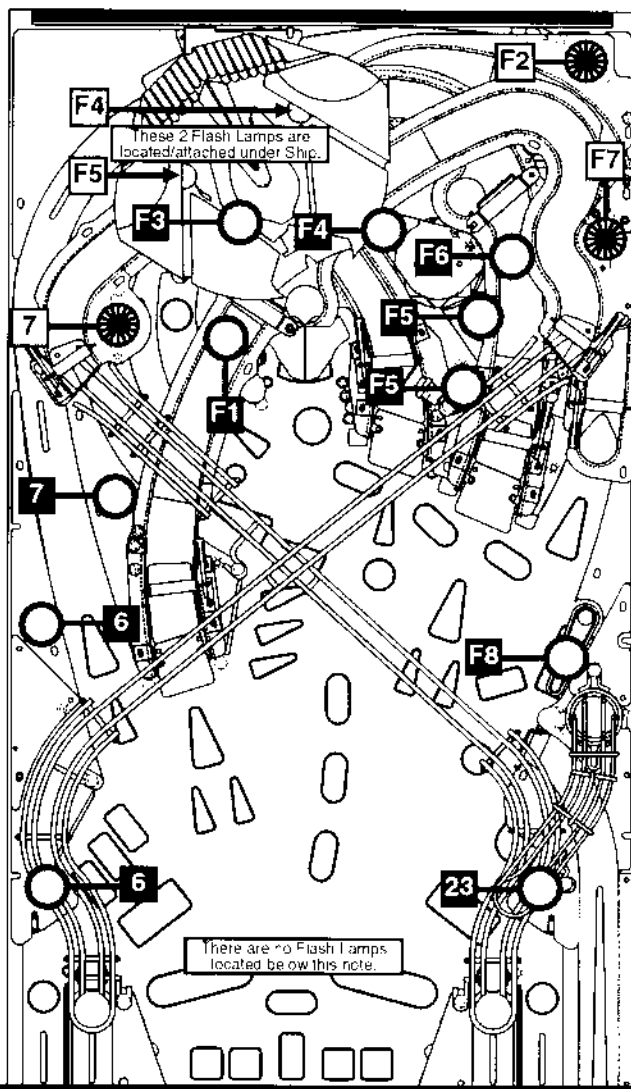 F2
F4
These 2 Flash Lamps are
located/attached under Ship.
F7
F5
F3
F4
F6
7
F5
F1
F5
7
6
F8
6
23
There are no Flash Lamps
located below this note.